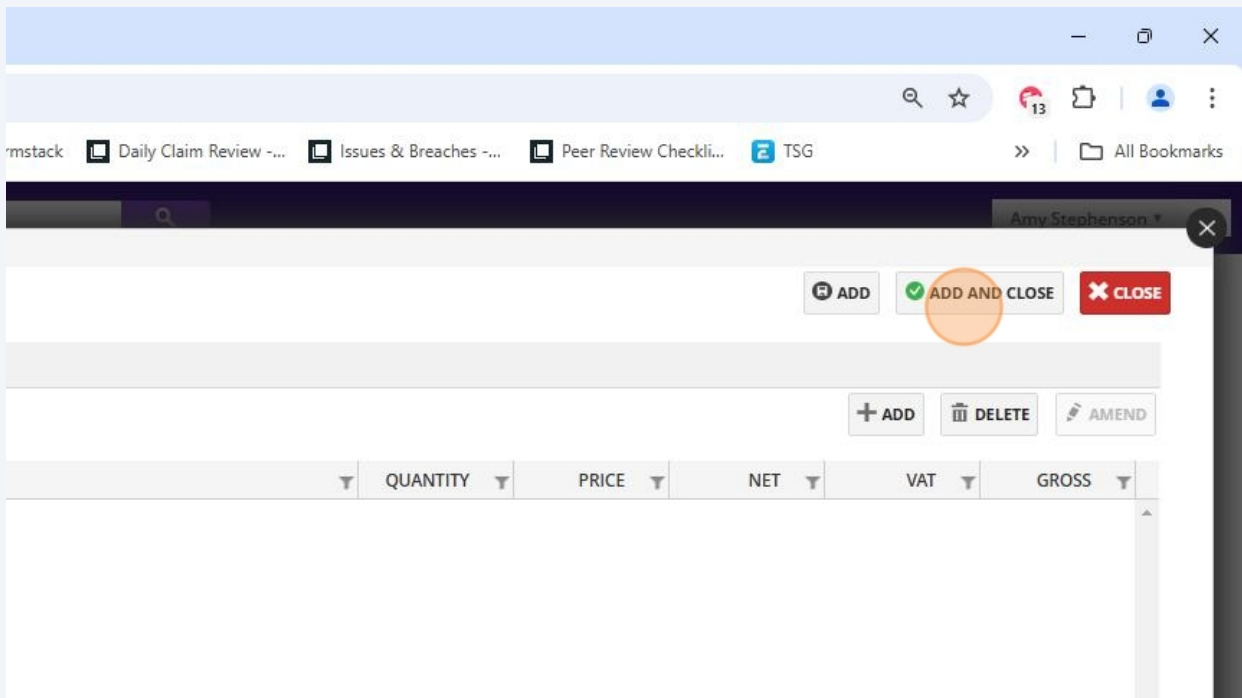 13
rmstack Daily Claim Review -... Issues & Breaches -... Peer Review Checkli... TSG » All Bookmarks
Amy Stephenson
ADD ADD AND CLOSE CLOSE
ADD DELETE AMEND
QUANTITY PRICE NET VAT GROSS